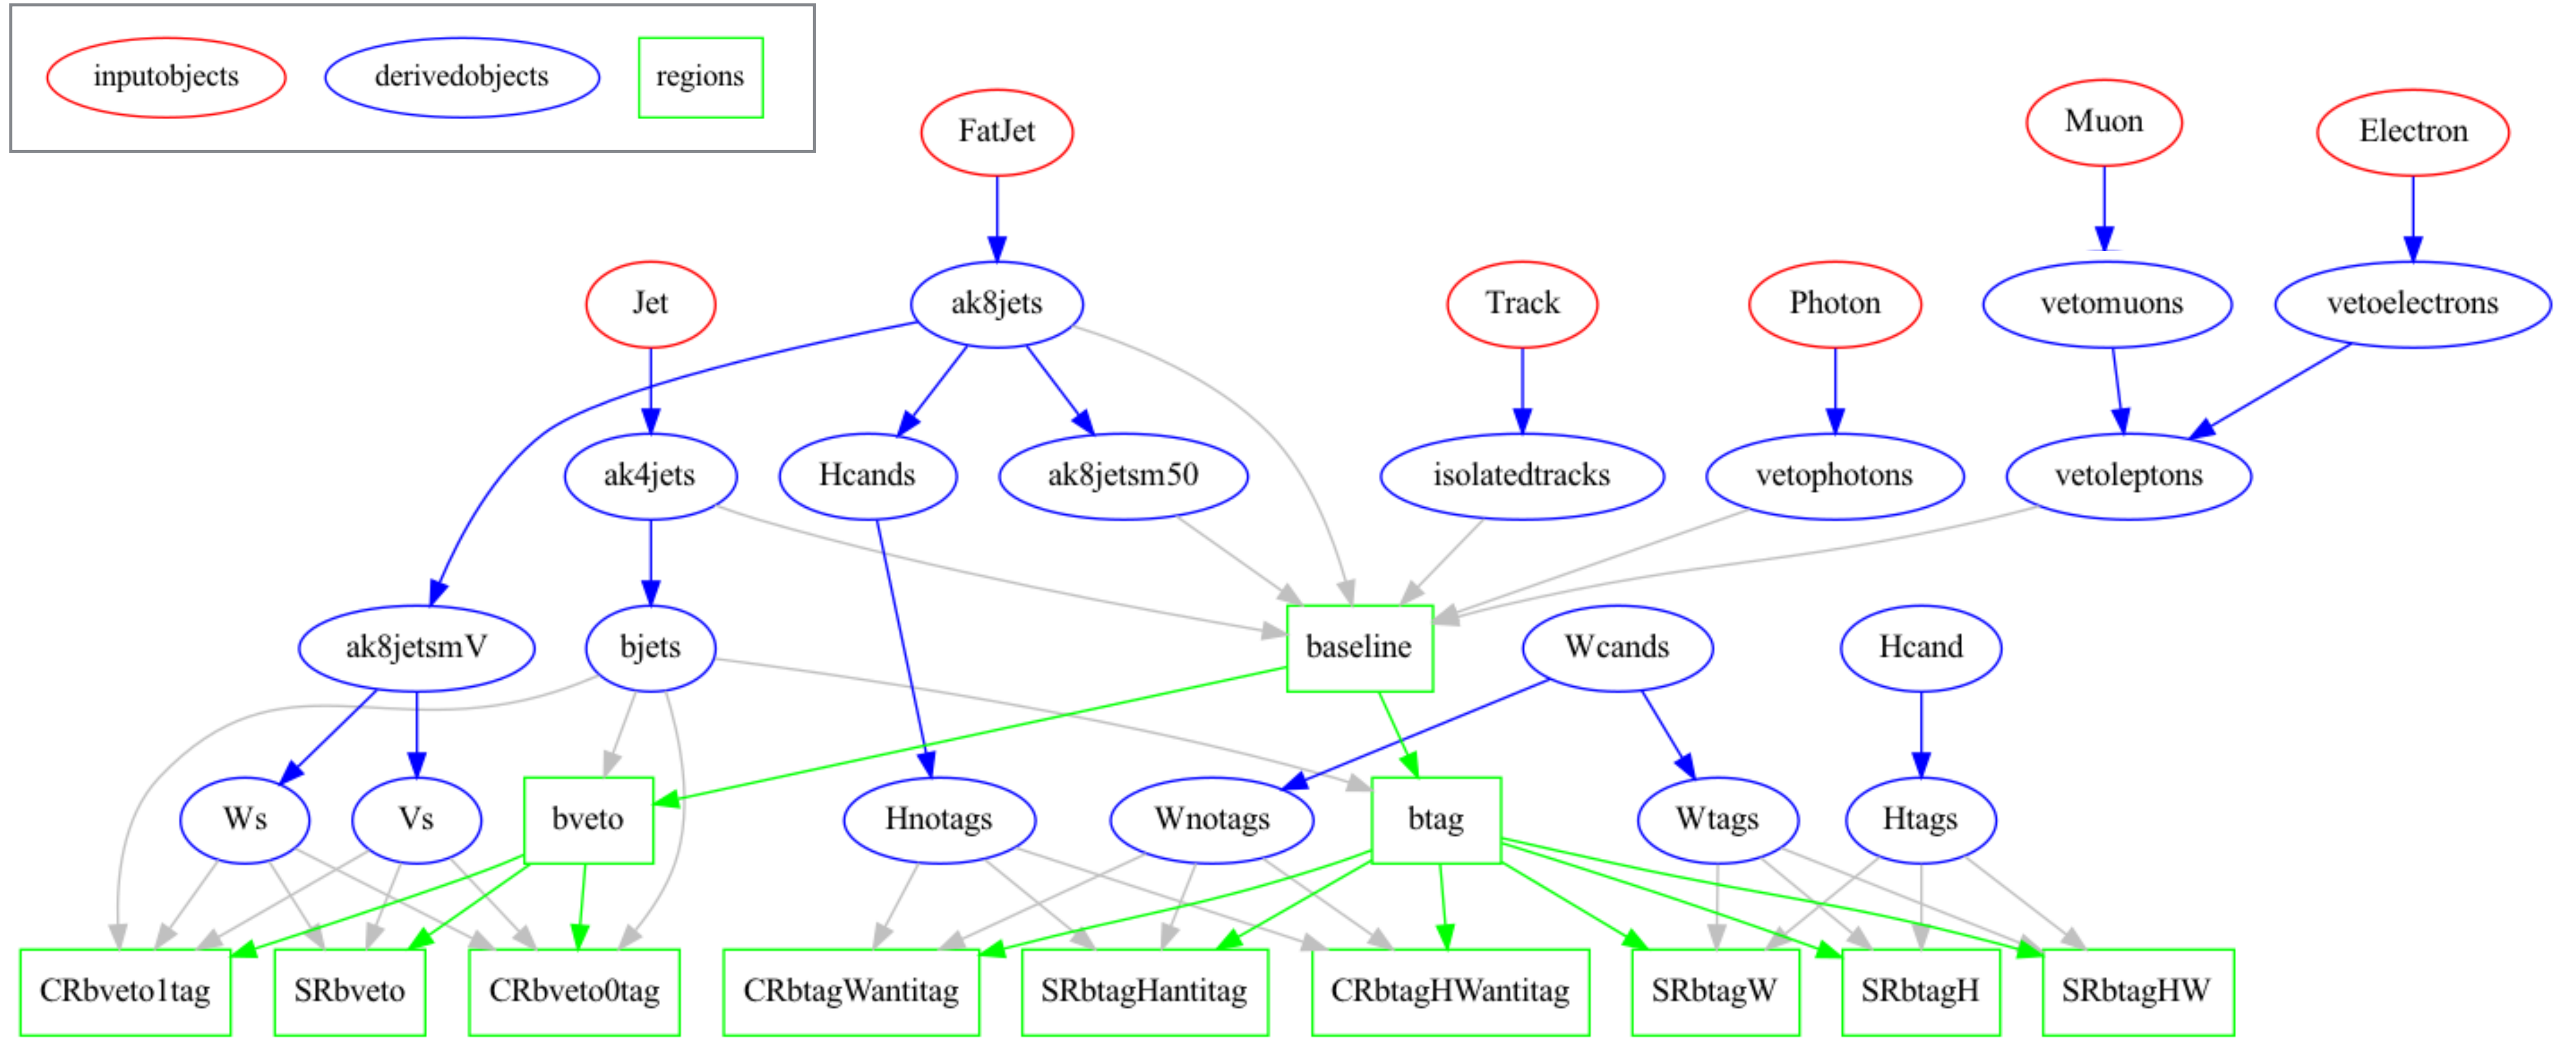 inputobjects
derivedobjects
regions
FatJet
Muon
Electron
Jet
ak8jets
Track
Photon
vetomuons
vetoelectrons
ak4jets
Hcands
ak8jetsm50
isolatedtracks
vetophotons
vetoleptons
ak8jetsmV
bjets
baseline
Wcands
Hcand
Ws
Vs
bveto
Hnotags
Wnotags
btag
Wtags
Htags
CRbveto1tag
SRbveto
CRbveto0tag
CRbtagWantitag
SRbtagHantitag
CRbtagHWantitag
SRbtagW
SRbtagH
SRbtagHW